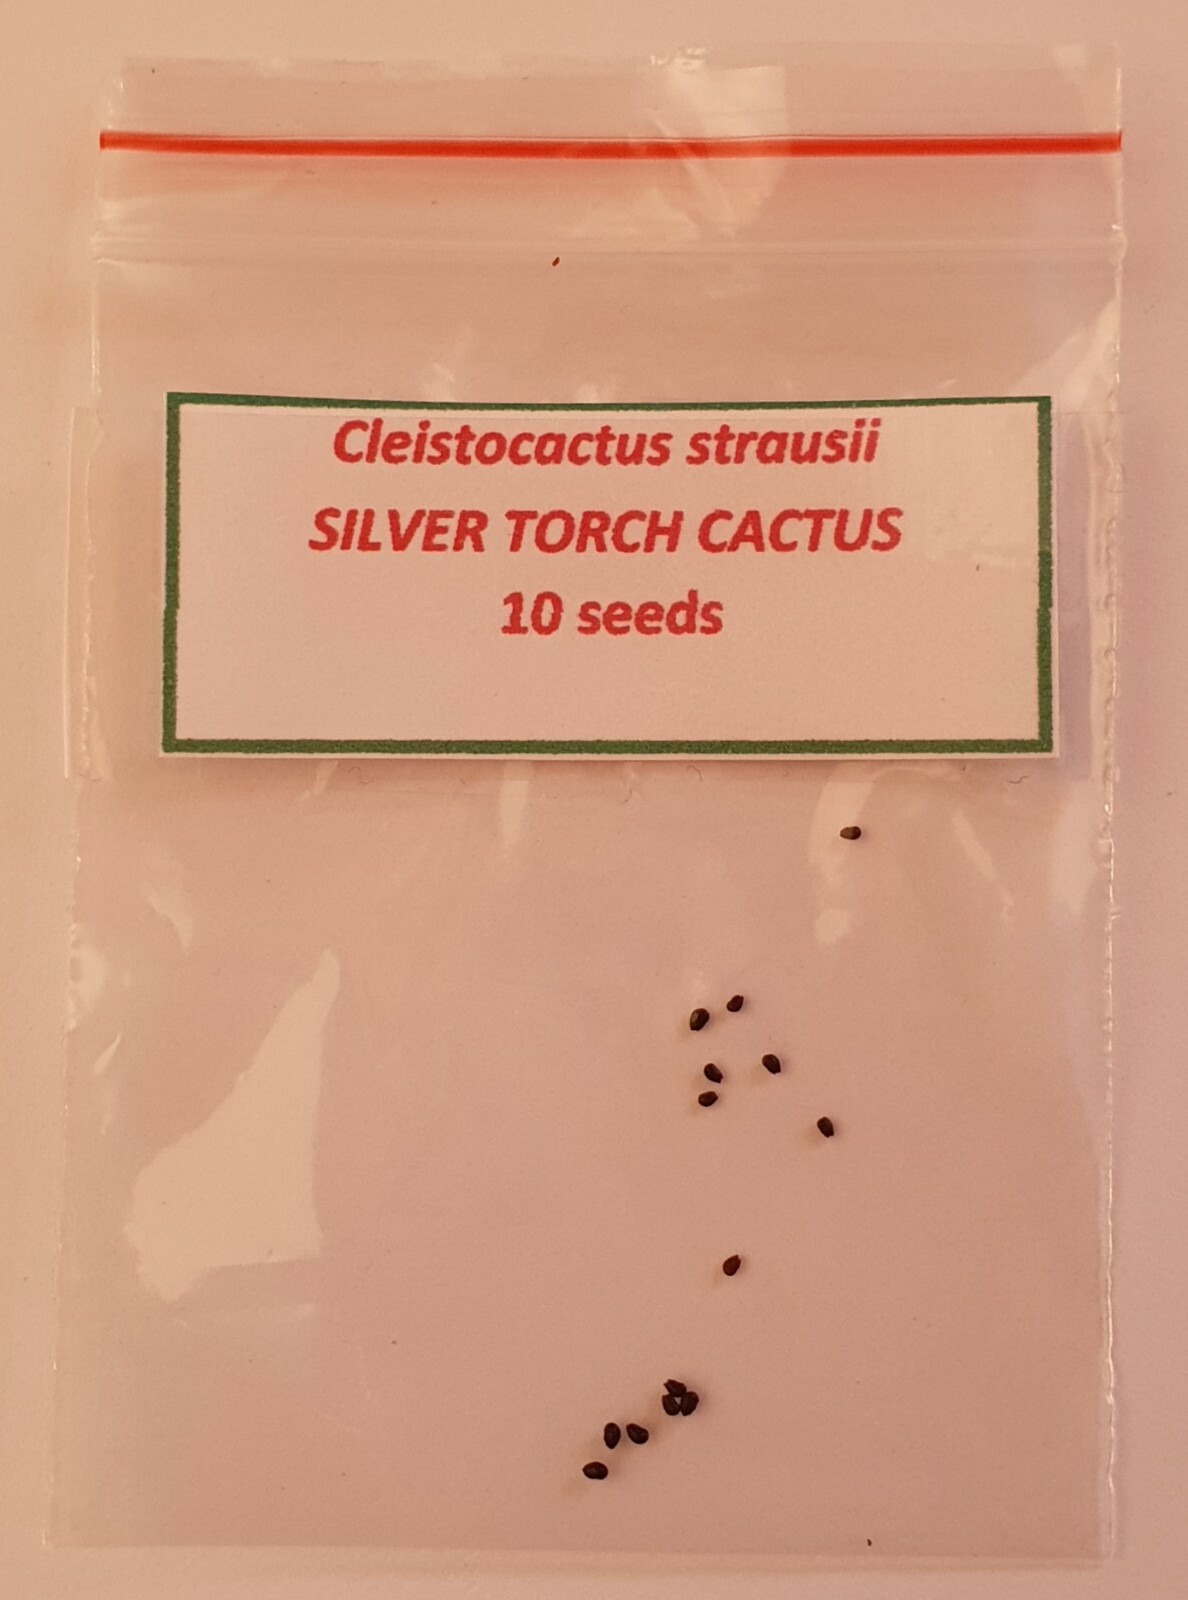 Cleistocactus strausii
SILVER TORCH CACTUS
10 seeds